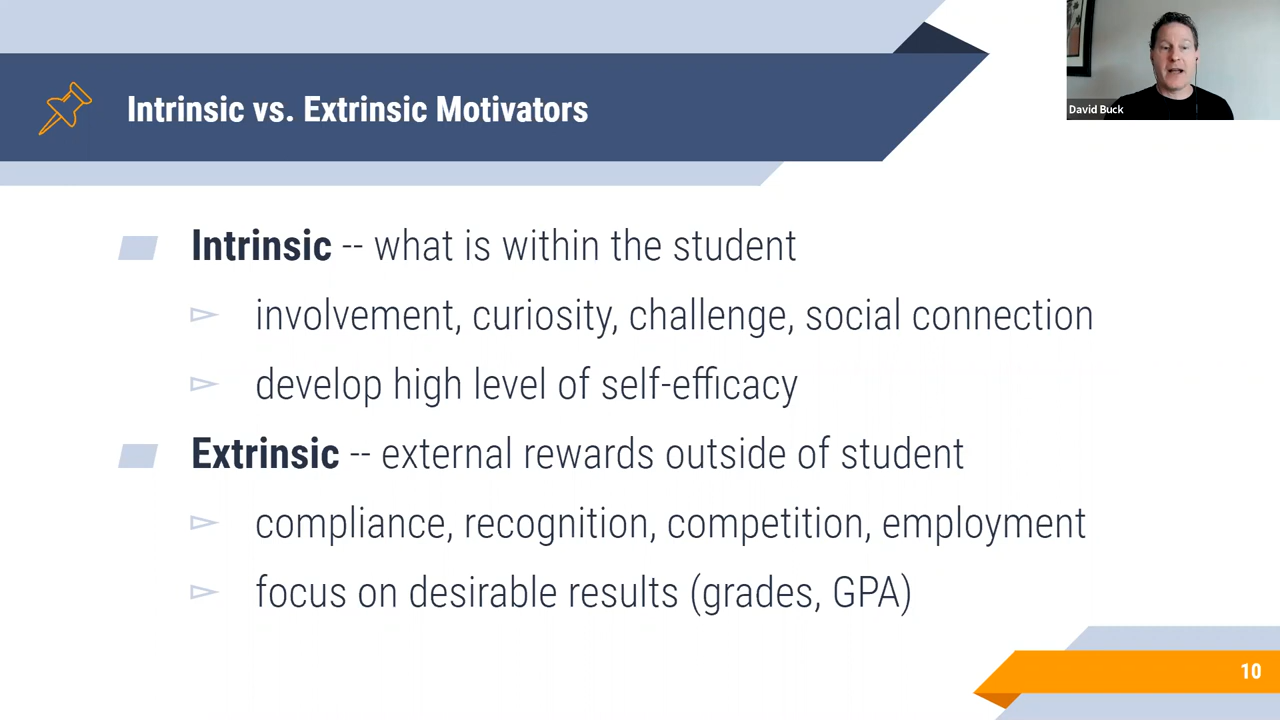 Intrinsic vs. Extrinsic Motivators
David Buck
Intrinsic -- what is within the student
involvement, curiosity, challenge, social connection
develop high level of self-efficacy
Extrinsic -- external rewards outside of student
compliance, recognition, competition, employment
focus on desirable results (grades, GPA)
10